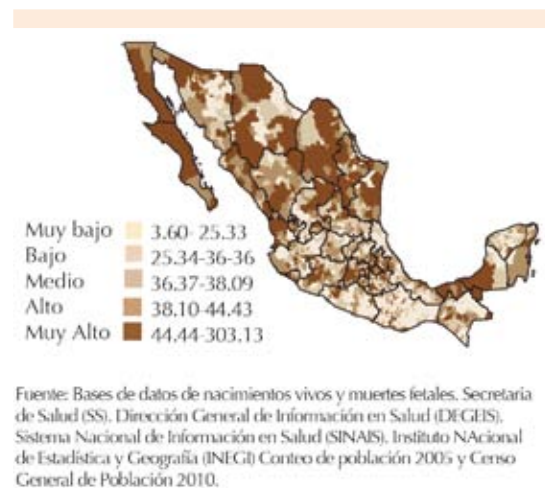 Muy bajo 3.60- 25.33
Bajo 25.34-36-36
Medio 36.37-38.09
Alto 38.10-44.43
Muy Alto 44.44-303.13
Fuente: Bases de datos de nacimientos vivos y muertes fetales. Secretaria
de Salud (SS). Dirección General de Información en Salud (DEGEIS).
Sistema Nacional de Información en Salud (SINAIS). Instituto NAcional
de Estadística y Geografía (INEGI) Conteo de población 2005 y Censo
General de Población 2010.